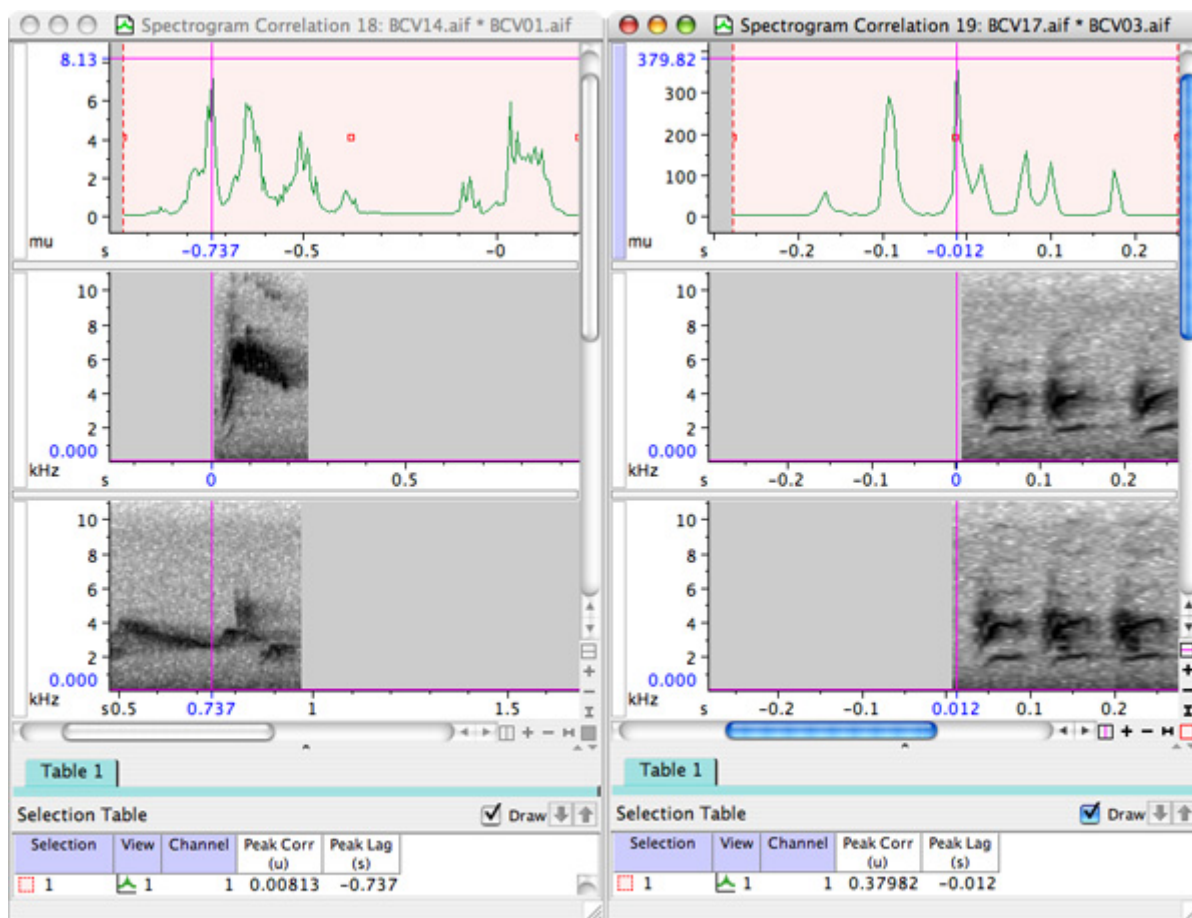 Spectrogram Correlation 18: BCV14.aif * BCV01.aif
8.13
6
4
2
0
mu
s -0.737 -0.5 -0
10
8
6
4
2
0.000
kHz
s 0 0.5
10
8
6
4
2
0.000
kHz
s0.5 0.737 1 1.5
Table 1
Selection Table Draw
Selection View Channel Peak Corr (u) Peak Lag (s)
1 1 1 0.00813 -0.737
Spectrogram Correlation 19: BCV17.aif * BCV03.aif
379.82
300
200
100
0
mu
s -0.2 -0.1 -0.012 0.1 0.2
10
8
6
4
2
0.000
kHz
s -0.2 -0.1 0 0.1 0.2
10
8
6
4
2
0.000
kHz
s -0.2 -0.1 0.012 0.1 0.2
Table 1
Selection Table Draw
Selection View Channel Peak Corr (u) Peak Lag (s)
1 1 1 0.37982 -0.012